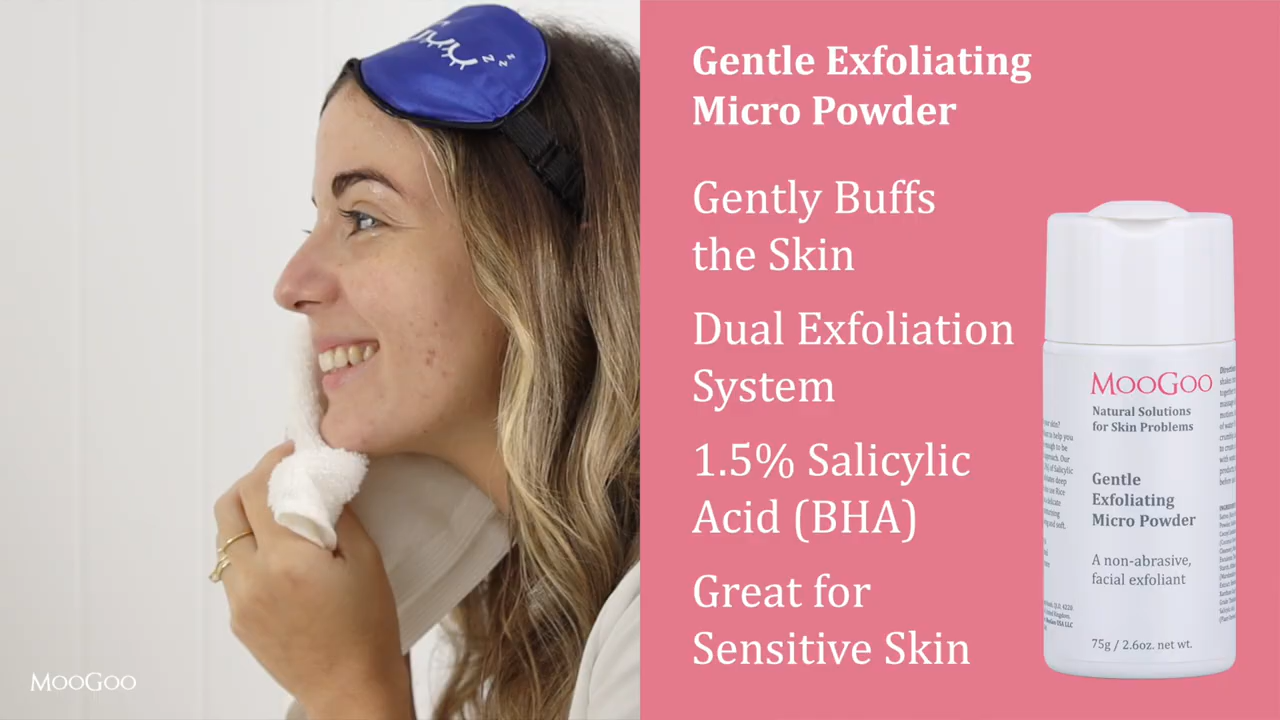 zzz
Gentle Exfoliating
Micro Powder
Gently Buffs
the Skin
Dual Exfoliation
System
1.5% Salicylic
Acid (BHA)
Great for
Sensitive Skin
MooGoo
Natural Solutions
for Skin Problems
Gentle
Exfoliating
Micro Powder
A non-abrasive,
facial exfoliant
75g / 2.6oz. net wt.
MooGoo